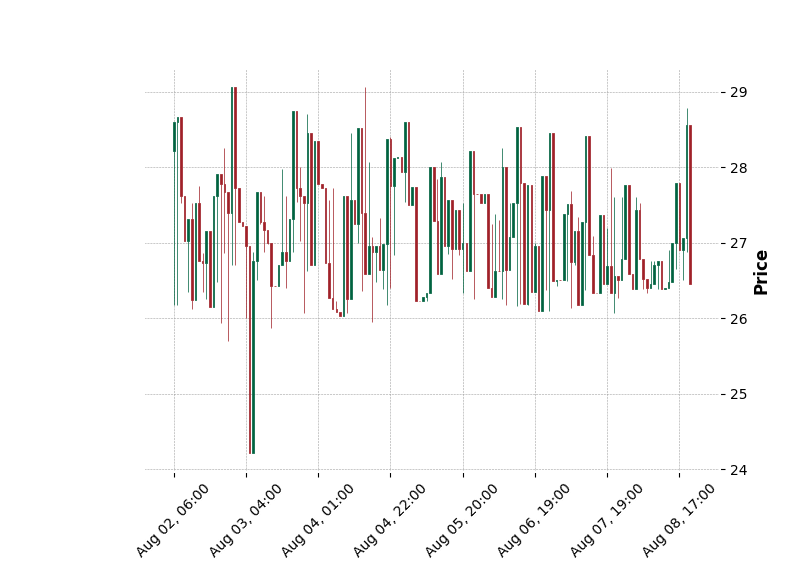 29
28
27
26
25
24
Price
Aug 02, 06:00
Aug 03, 04:00
Aug 04, 01:00
Aug 04, 22:00
Aug 05, 20:00
Aug 06, 19:00
Aug 07, 19:00
Aug 08, 17:00